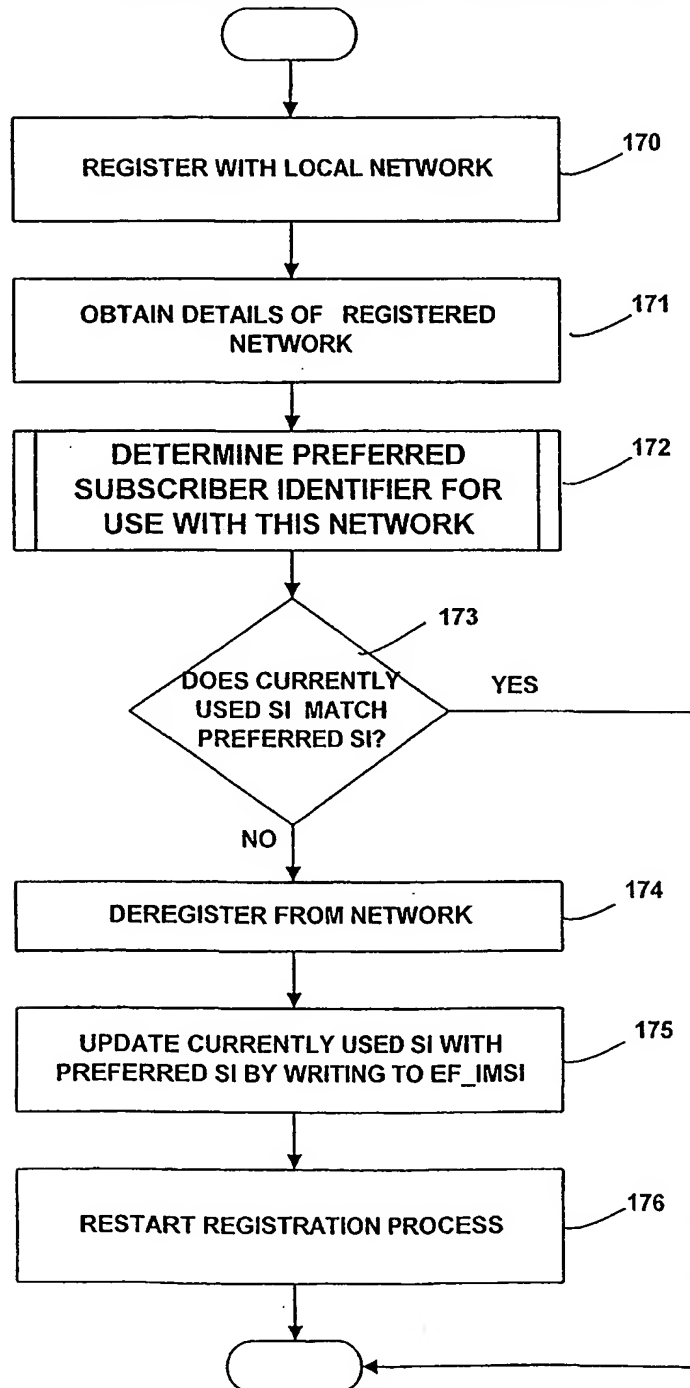 REGISTER WITH LOCAL NETWORK
170
OBTAIN DETAILS OF REGISTERED
NETWORK
171
DETERMINE PREFERRED
SUBSCRIBER IDENTIFIER FOR
USE WITH THIS NETWORK
172
173
DOES CURRENTLY
USED SI MATCH
PREFERRED SI?
YES
NO
DEREGISTER FROM NETWORK
174
UPDATE CURRENTLY USED SI WITH
PREFERRED SI BY WRITING TO EF_IMSI
175
RESTART REGISTRATION PROCESS
176